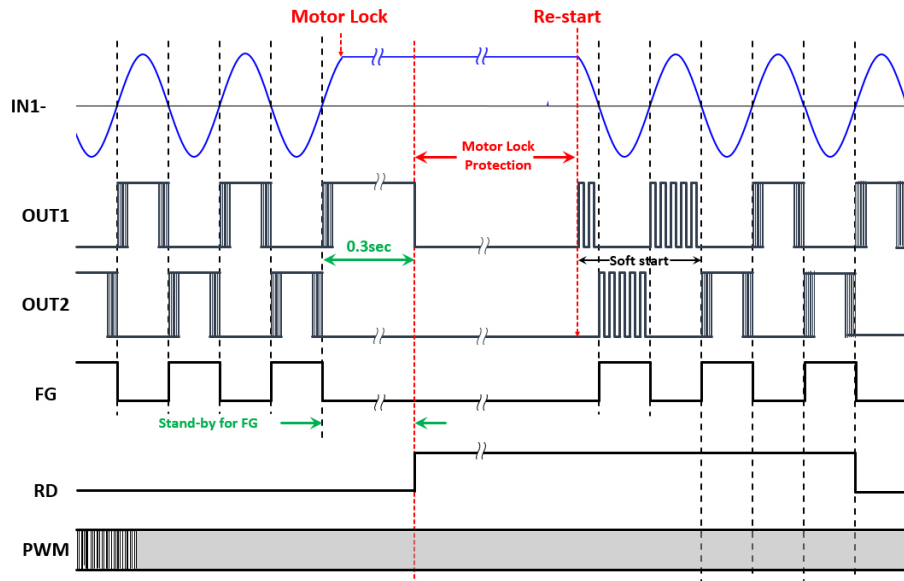 Motor Lock
Re-start
IN1-
Motor Lock
Protection
OUT1
0.3sec
Soft start
OUT2
FG
Stand-by for FG
RD
PWM